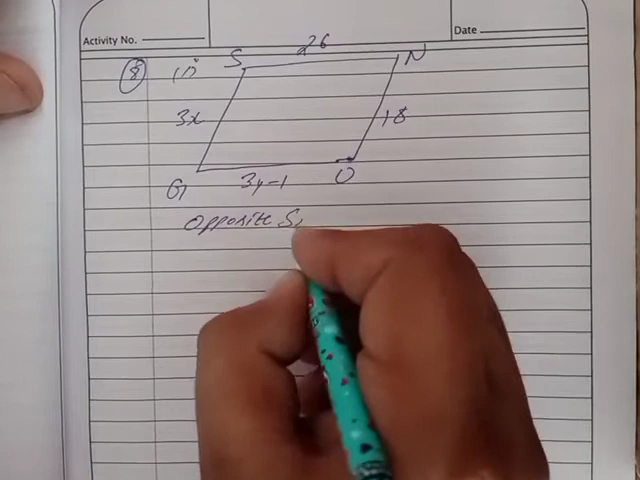 Activity No.
Date
8 (i)
S 26 N
3x 18
G 3y-1 U
Opposite S